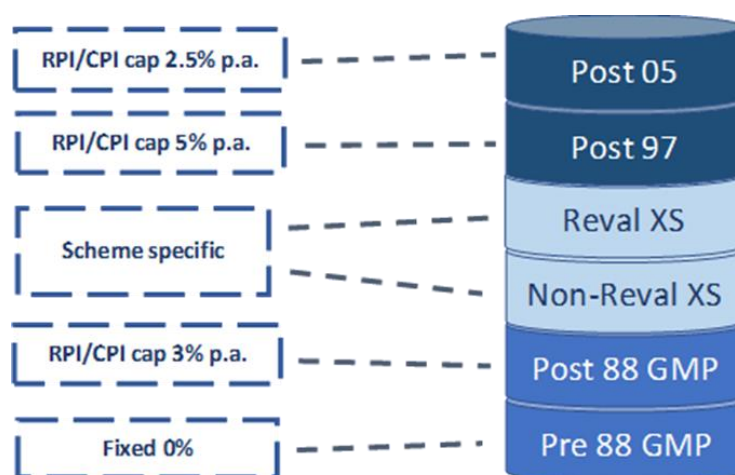 RPI/CPI cap 2.5% p.a.
Post 05
RPI/CPI cap 5% p.a.
Post 97
Scheme specific
Reval XS
Non-Reval XS
RPI/CPI cap 3% p.a.
Post 88 GMP
Fixed 0%
Pre 88 GMP